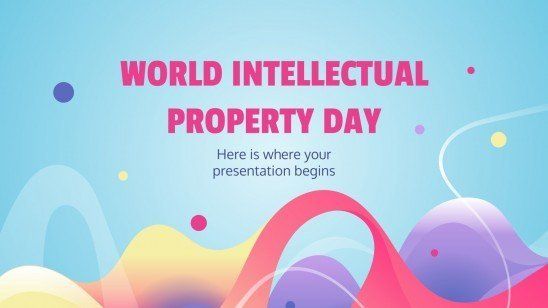 WORLD INTELLECTUAL
PROPERTY DAY
Here is where your
presentation begins